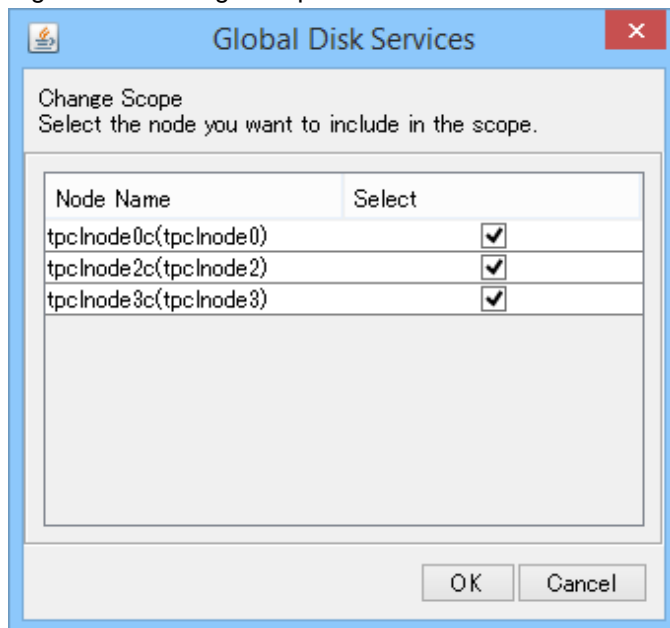 Global Disk Services
Change Scope
Select the node you want to include in the scope.
Node Name Select
tpclnode0c(tpclnode0)
tpclnode2c(tpclnode2)
tpclnode3c(tpclnode3)
OK Cancel